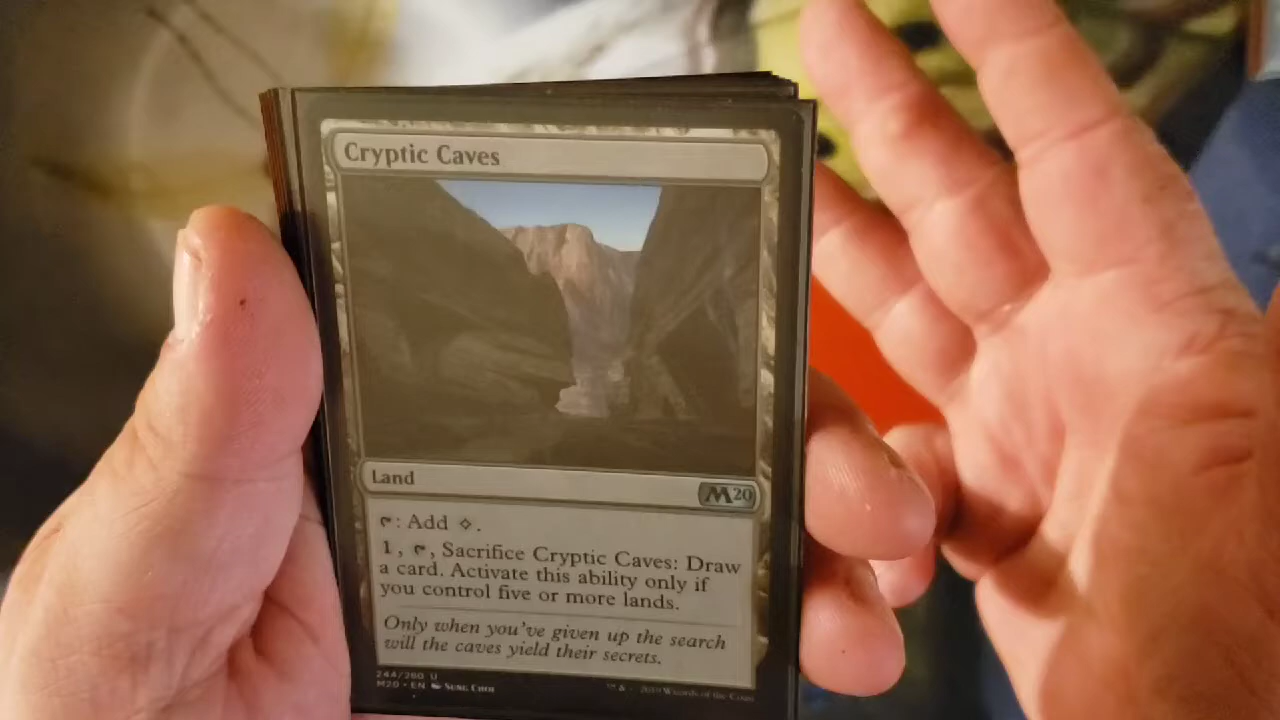 Cryptic Caves
Land
M20
: Add .
1, , Sacrifice Cryptic Caves: Draw
a card. Activate this ability only if
you control five or more lands.
Only when you've given up the search
will the caves yield their secrets.
244/280 U
M20 • EN Sung Choi
™ & 2019 Wizards of the Coast